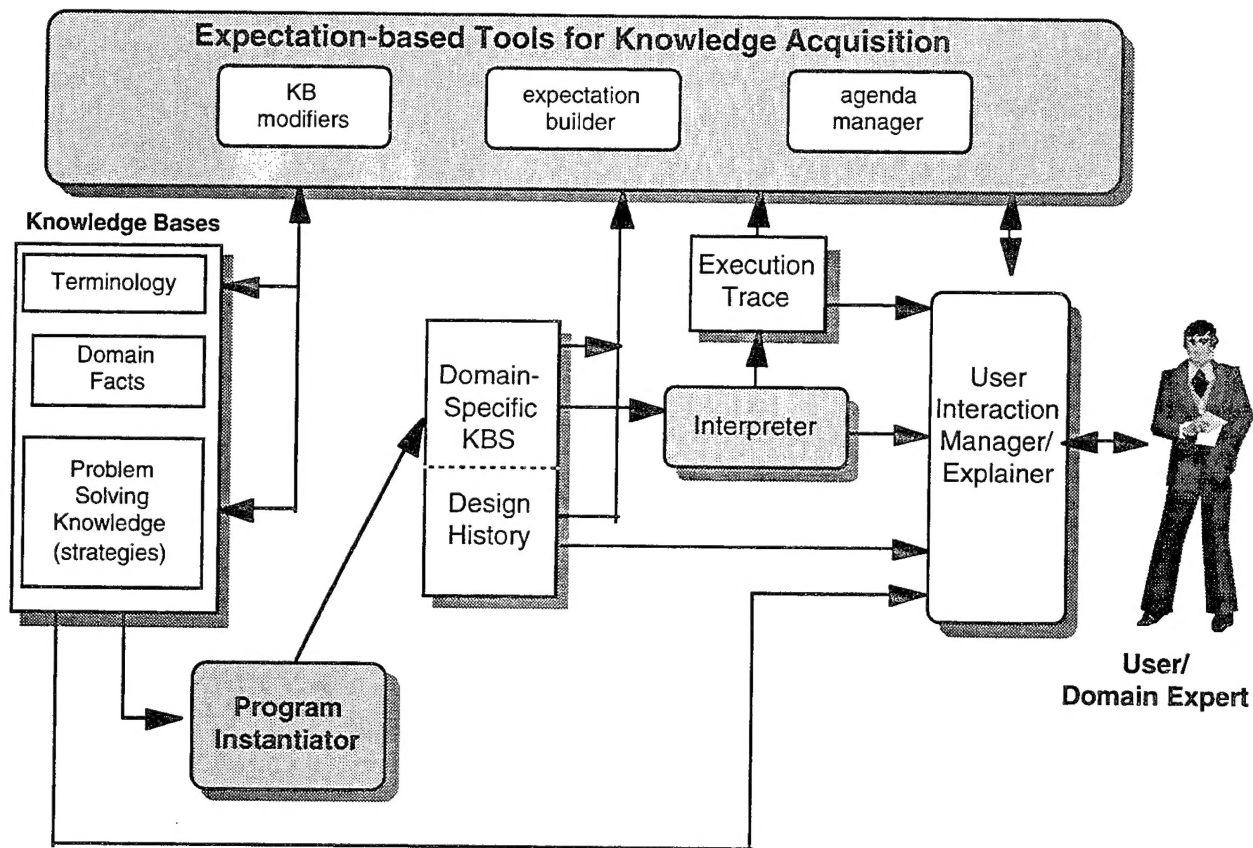 Expectation-based Tools for Knowledge Acquisition
KB
modifiers
expectation
builder
agenda
manager
Knowledge Bases
Terminology
Domain
Facts
Problem
Solving
Knowledge
(strategies)
Execution
Trace
Domain-
Specific
KBS
Design
History
Interpreter
User
Interaction
Manager/
Explainer
Program
Instantiator
User/
Domain Expert